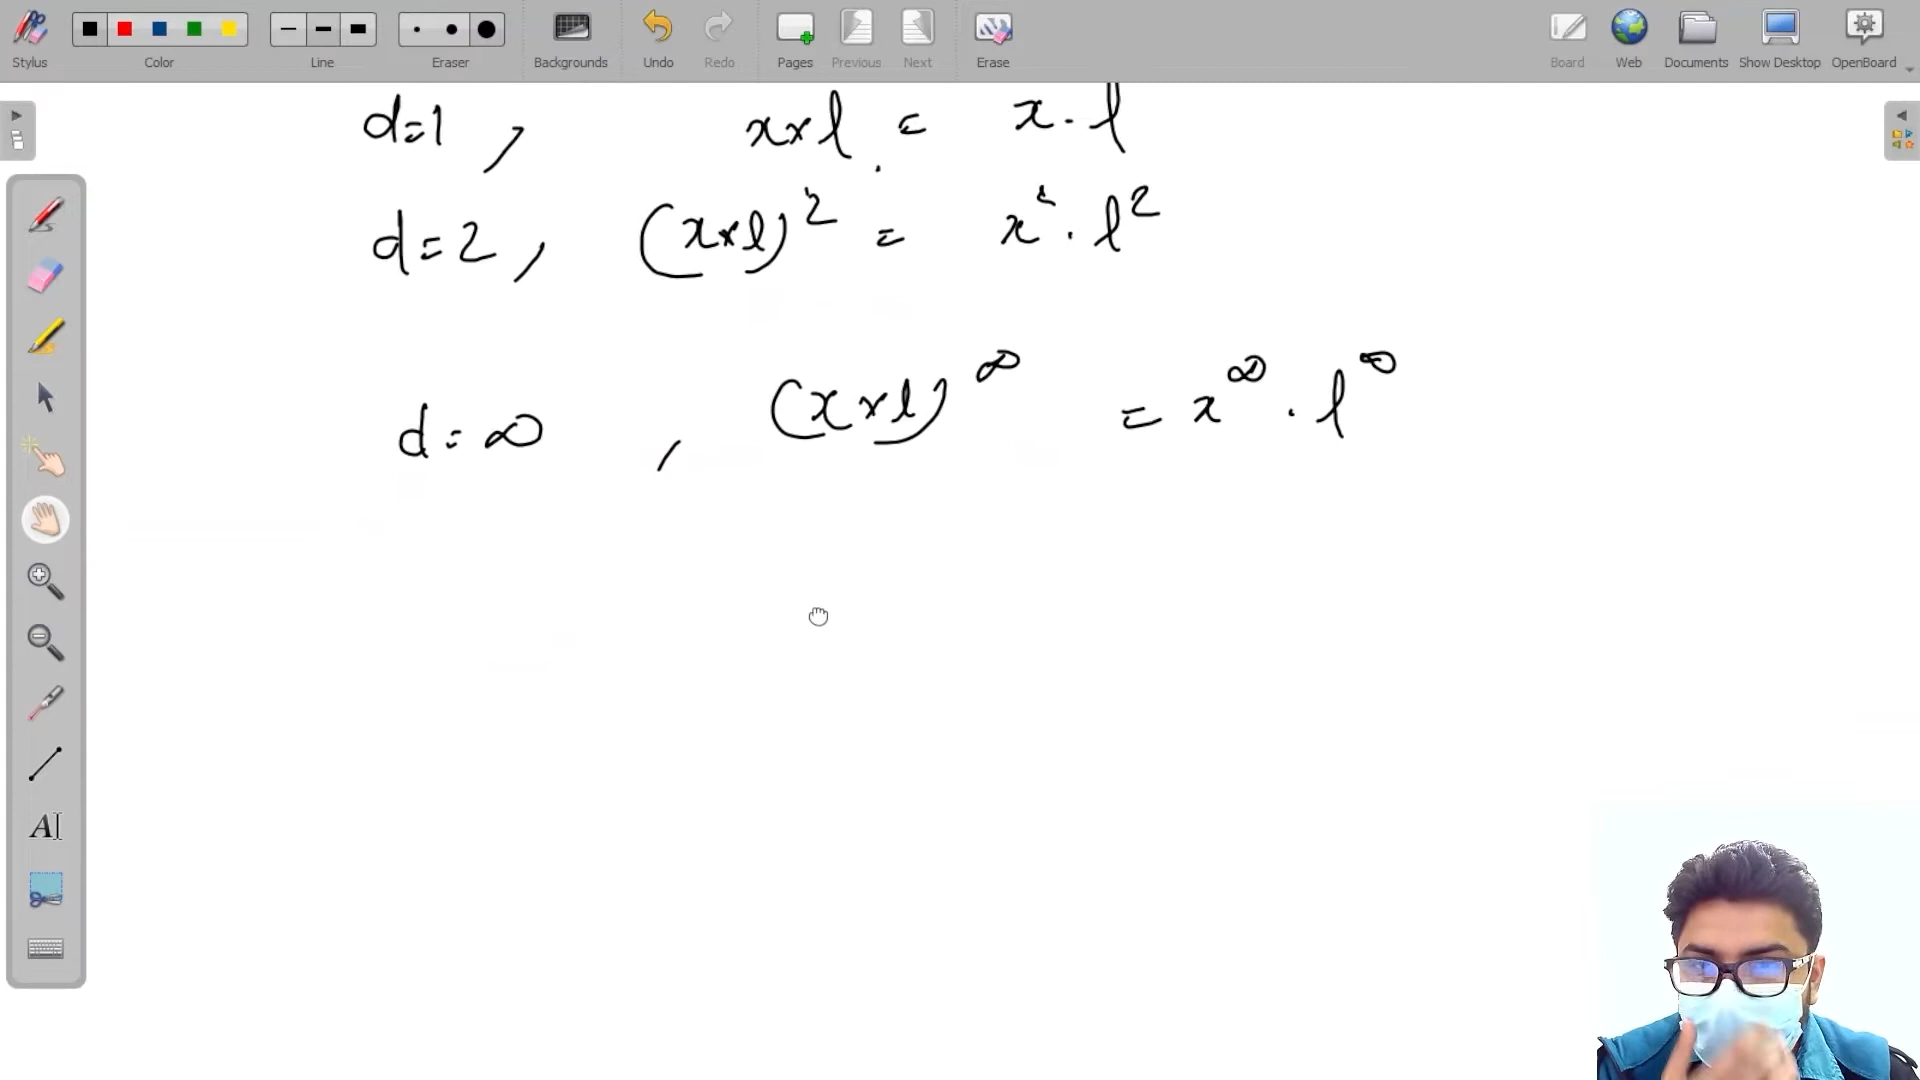 Stylus
Color
Line
Eraser
Backgrounds
Undo
Redo
Pages
Previous
Next
Erase
Board
Web
Documents
Show Desktop
OpenBoard
d=1, x×l = x.l
d=2, (x×l)² = x².l²
d=∞, (x×l)^∞ = x^∞.l^∞
A